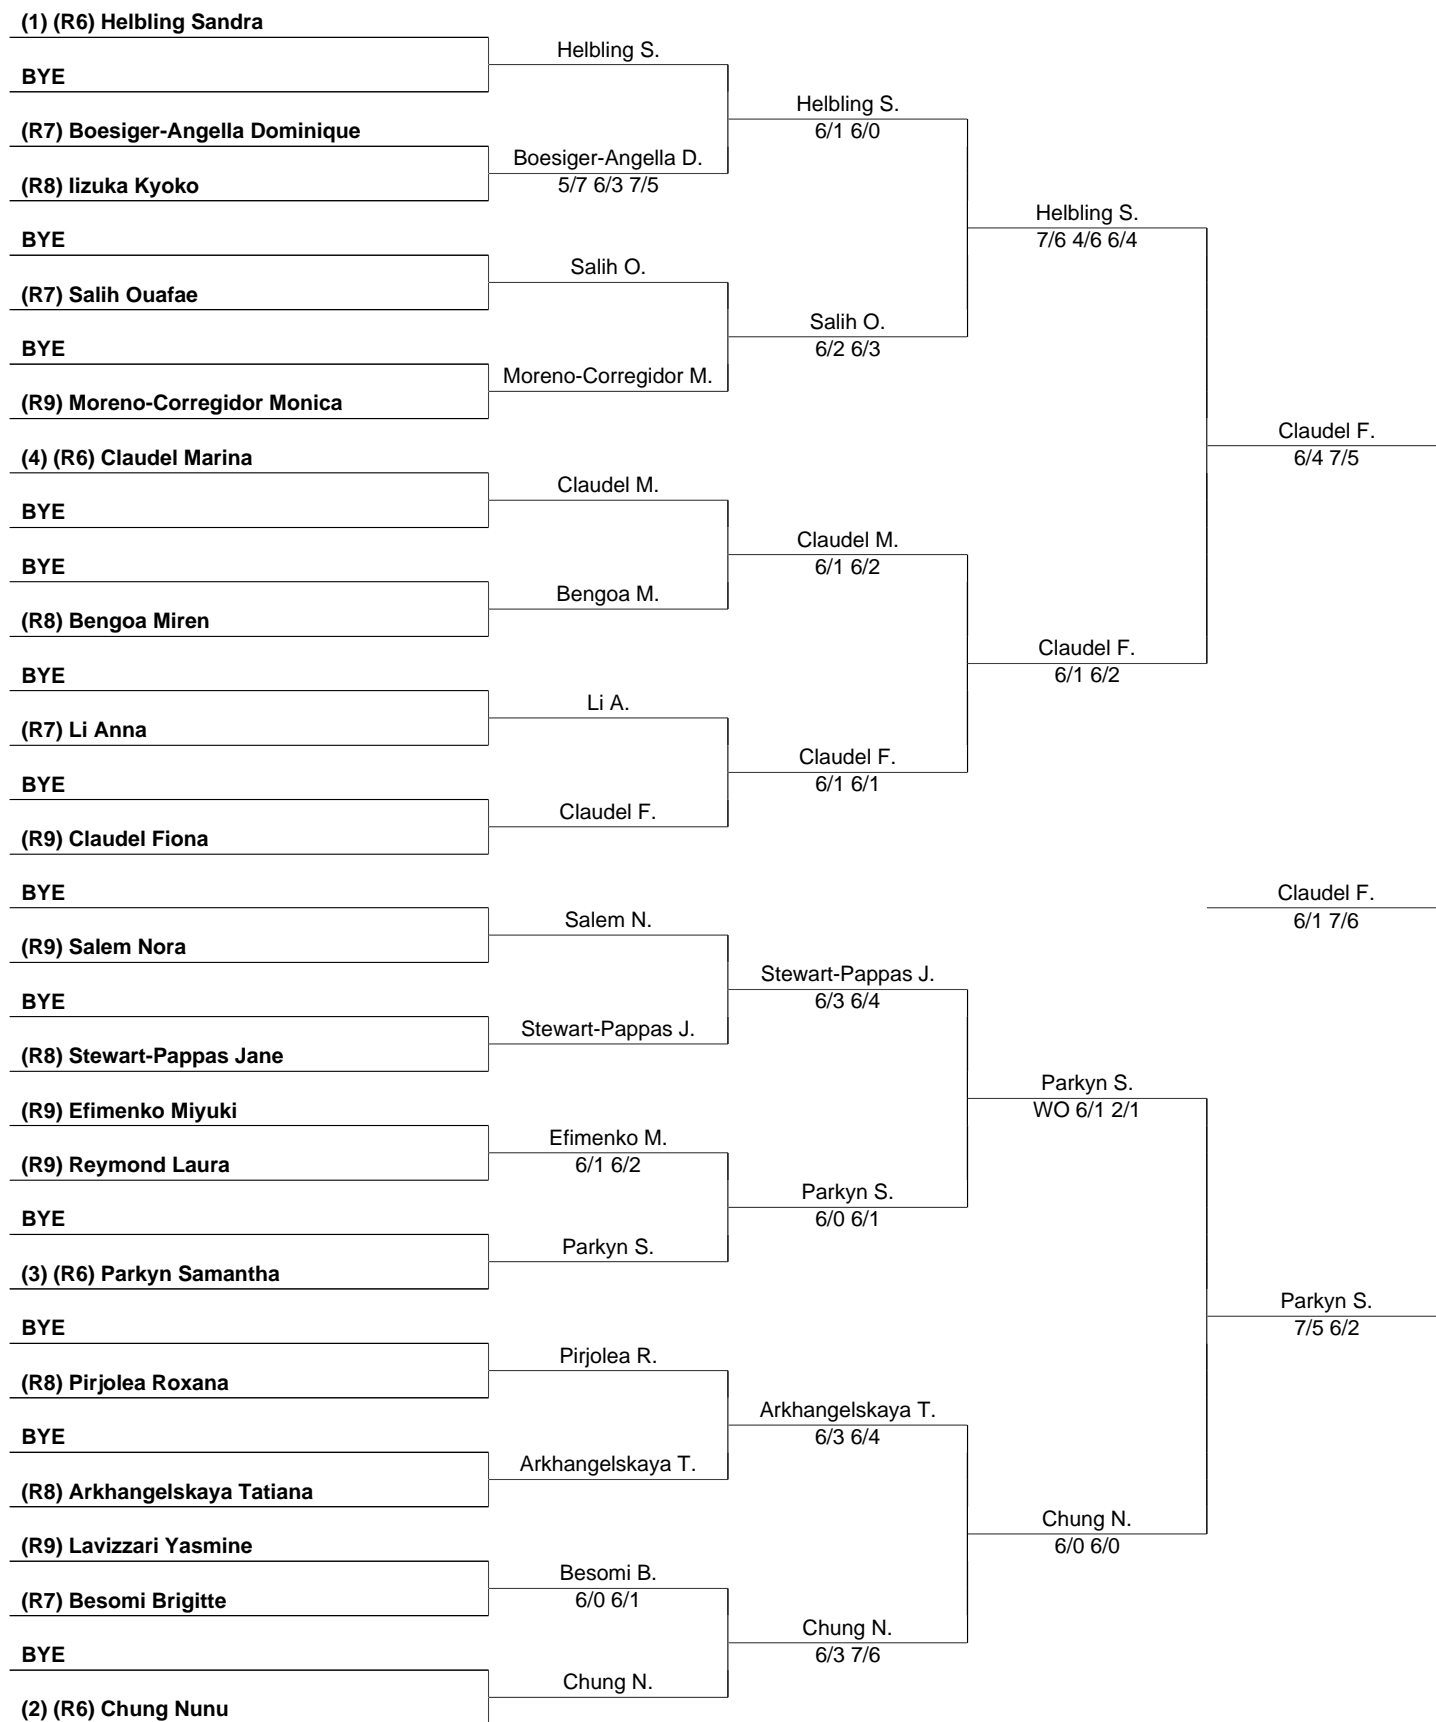 (1) (R6) Helbling Sandra
BYE
(R7) Boesiger-Angella Dominique
(R8) Iizuka Kyoko
BYE
(R7) Salih Ouafae
BYE
(R9) Moreno-Corregidor Monica
(4) (R6) Claudel Marina
BYE
BYE
(R8) Bengoa Miren
BYE
(R7) Li Anna
BYE
(R9) Claudel Fiona
BYE
(R9) Salem Nora
BYE
(R8) Stewart-Pappas Jane
(R9) Efimenko Miyuki
(R9) Reymond Laura
BYE
(3) (R6) Parkyn Samantha
BYE
(R8) Pirjolea Roxana
BYE
(R8) Arkhangelskaya Tatiana
(R9) Lavizzari Yasmine
(R7) Besomi Brigitte
BYE
(2) (R6) Chung Nunu
Helbling S.
Boesiger-Angella D.
5/7 6/3 7/5
Salih O.
Moreno-Corregidor M.
Claudel M.
Bengoa M.
Li A.
Claudel F.
Salem N.
Stewart-Pappas J.
Efimenko M.
6/1 6/2
Parkyn S.
Pirjolea R.
Arkhangelskaya T.
Besomi B.
6/0 6/1
Chung N.
Helbling S.
6/1 6/0
Salih O.
6/2 6/3
Claudel M.
6/1 6/2
Claudel F.
6/1 6/1
Stewart-Pappas J.
6/3 6/4
Parkyn S.
6/0 6/1
Arkhangelskaya T.
6/3 6/4
Chung N.
6/3 7/6
Helbling S.
7/6 4/6 6/4
Claudel F.
6/1 6/2
Parkyn S.
WO 6/1 2/1
Chung N.
6/0 6/0
Claudel F.
6/4 7/5
Claudel F.
6/1 7/6
Parkyn S.
7/5 6/2